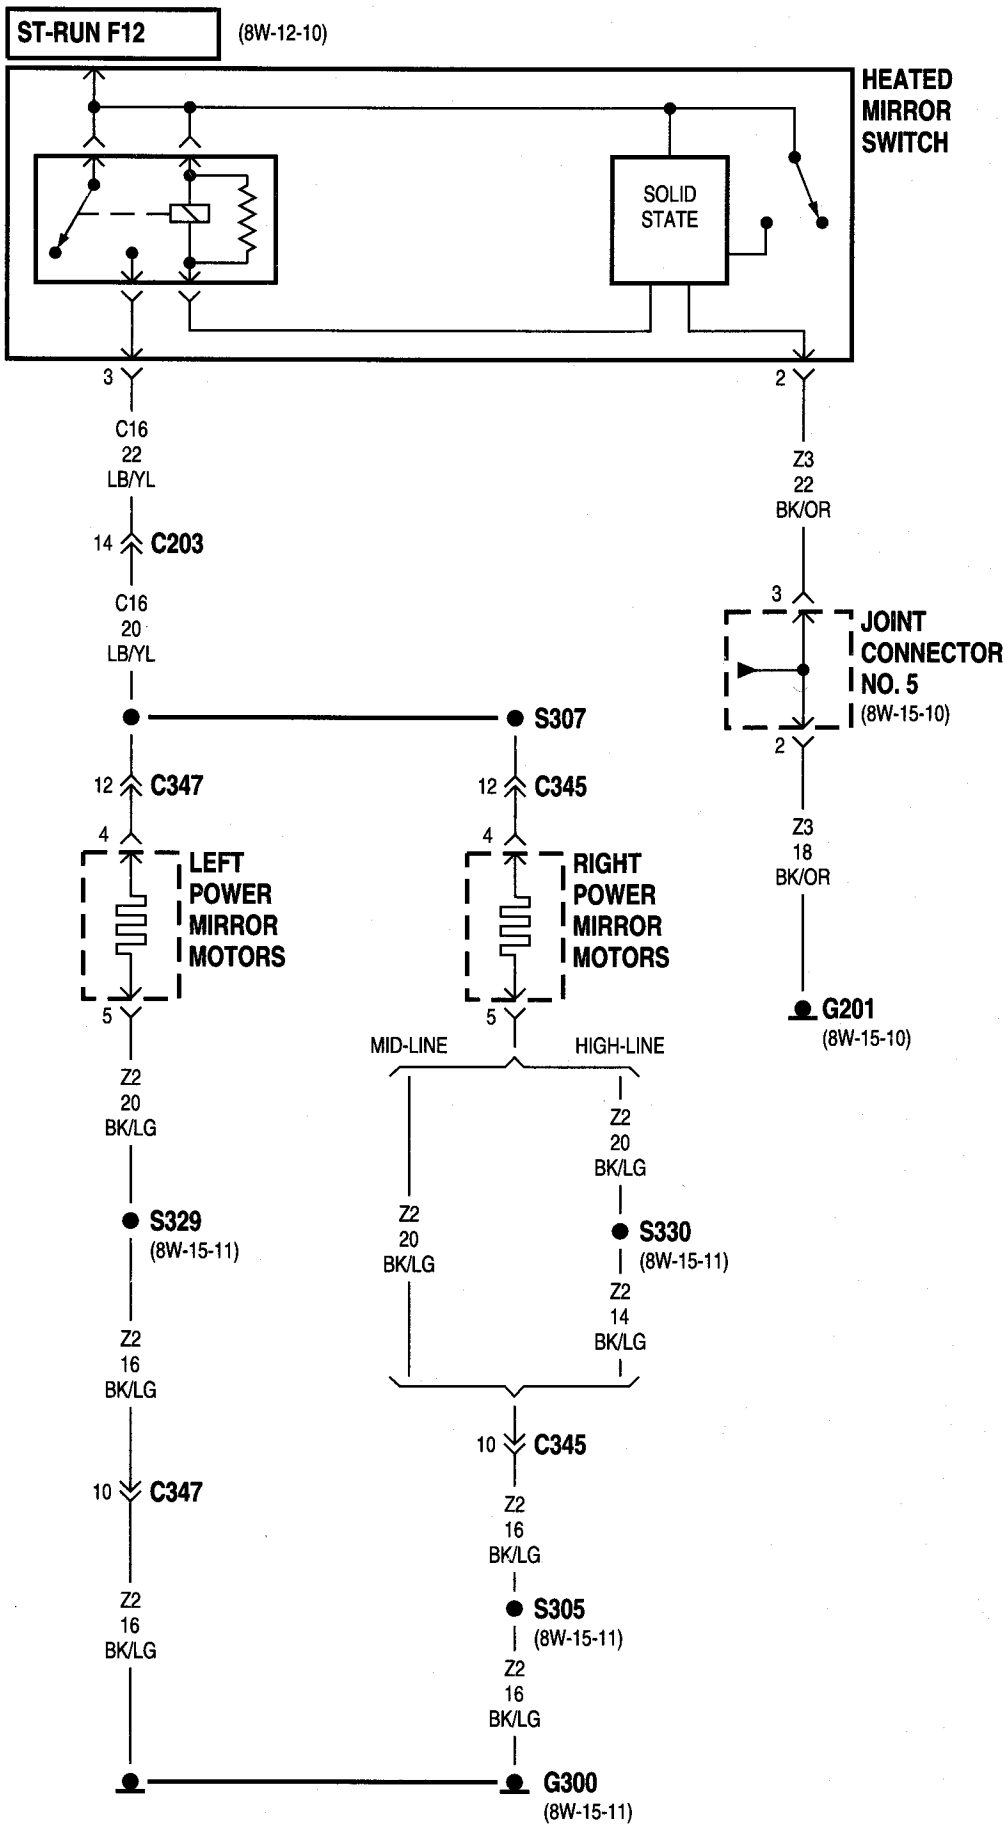 ST-RUN F12
(8W-12-10)
HEATED
MIRROR
SWITCH
SOLID
STATE
3
2
C16
22
LB/YL
Z3
22
BK/OR
14
C203
3
C16
20
LB/YL
JOINT
CONNECTOR
NO. 5
(8W-15-10)
S307
2
12
C347
12
C345
4
4
Z3
18
BK/OR
LEFT
POWER
MIRROR
MOTORS
RIGHT
POWER
MIRROR
MOTORS
5
5
G201
(8W-15-10)
MID-LINE
HIGH-LINE
Z2
20
BK/LG
Z2
20
BK/LG
S329
(8W-15-11)
Z2
20
BK/LG
S330
(8W-15-11)
Z2
14
BK/LG
Z2
16
BK/LG
10
C345
10
C347
Z2
16
BK/LG
Z2
16
BK/LG
S305
(8W-15-11)
Z2
16
BK/LG
G300
(8W-15-11)